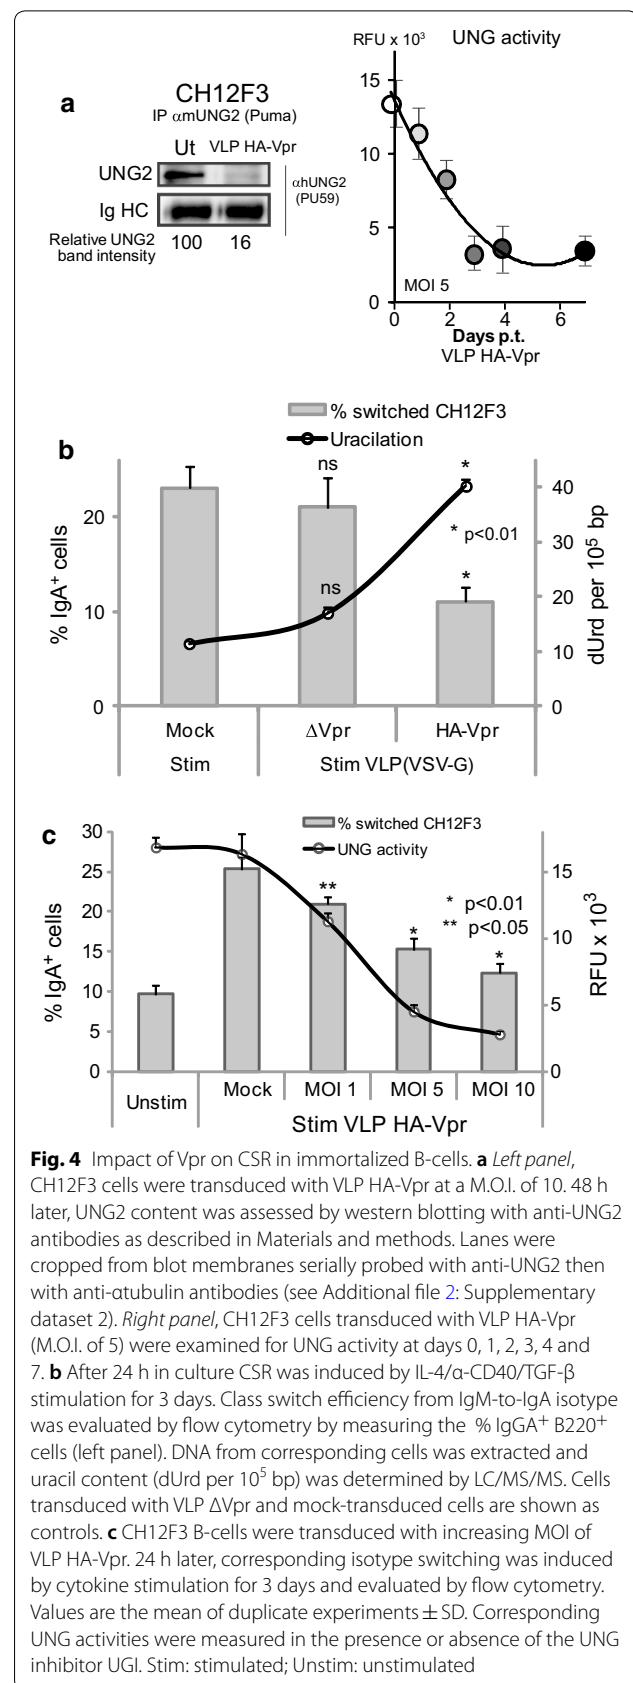 a
CH12F3
IP αmUNG2 (Puma)
Ut VLP HA-Vpr
UNG2
Ig HC
αhUNG2
(PU59)
Relative UNG2
band intensity
100 16
RFU x 10³ UNG activity
15
10
5
0
MOI 5
0 2 4 6
Days p.t.
VLP HA-Vpr
b
% switched CH12F3
Uracilation
% IgA⁺ cells
20
10
0
ns
ns
*
* p<0.01
*
40
30
20
10
0
dUrd per 10⁵ bp
Mock ΔVpr HA-Vpr
Stim Stim VLP(VSV-G)
c
% switched CH12F3
UNG activity
% IgA⁺ cells
30
25
20
15
10
5
0
**
*
*
* p<0.01
** p<0.05
15
10
5
0
RFU x 10³
Unstim Mock MOI 1 MOI 5 MOI 10
Stim VLP HA-Vpr
Fig. 4 Impact of Vpr on CSR in immortalized B-cells. a Left panel,
CH12F3 cells were transduced with VLP HA-Vpr at a M.O.I. of 10. 48 h
later, UNG2 content was assessed by western blotting with anti-UNG2
antibodies as described in Materials and methods. Lanes were
cropped from blot membranes serially probed with anti-UNG2 then
with anti-αtubulin antibodies (see Additional file 2: Supplementary
dataset 2). Right panel, CH12F3 cells transduced with VLP HA-Vpr
(M.O.I. of 5) were examined for UNG activity at days 0, 1, 2, 3, 4 and
7. b After 24 h in culture CSR was induced by IL-4/α-CD40/TGF-β
stimulation for 3 days. Class switch efficiency from IgM-to-IgA isotype
was evaluated by flow cytometry by measuring the % IgGA⁺ B220⁺
cells (left panel). DNA from corresponding cells was extracted and
uracil content (dUrd per 10⁵ bp) was determined by LC/MS/MS. Cells
transduced with VLP ΔVpr and mock-transduced cells are shown as
controls. c CH12F3 B-cells were transduced with increasing MOI of
VLP HA-Vpr. 24 h later, corresponding isotype switching was induced
by cytokine stimulation for 3 days and evaluated by flow cytometry.
Values are the mean of duplicate experiments ± SD. Corresponding
UNG activities were measured in the presence or absence of the UNG
inhibitor UGI. Stim: stimulated; Unstim: unstimulated